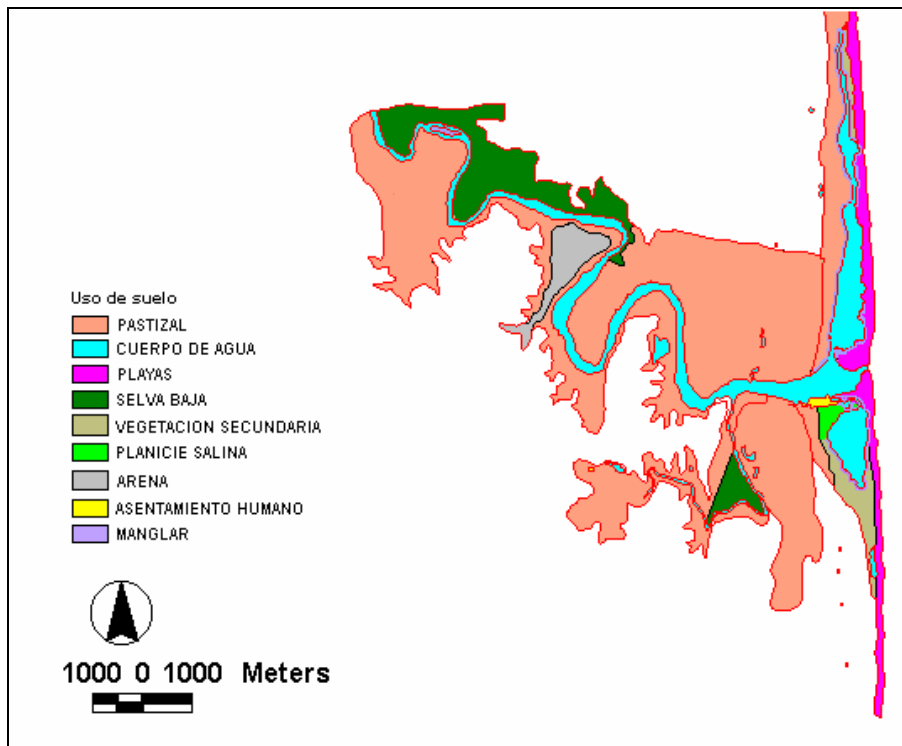 Uso de suelo
PASTIZAL
CUERPO DE AGUA
PLAYAS
SELVA BAJA
VEGETACION SECUNDARIA
PLANICIE SALINA
ARENA
ASENTAMIENTO HUMANO
MANGLAR
1000 0 1000 Meters